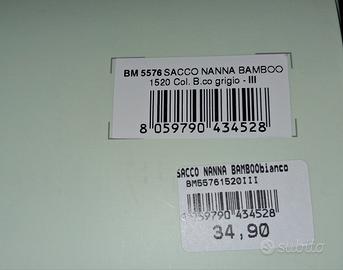 BM 5576 SACCO NANNA BAMBOO
1520 Col. B.co grigio - III
8 059790 434528
SACCO NANNA BAMBOObianco
BM55761520III
8 059790 434528
34,90
subito